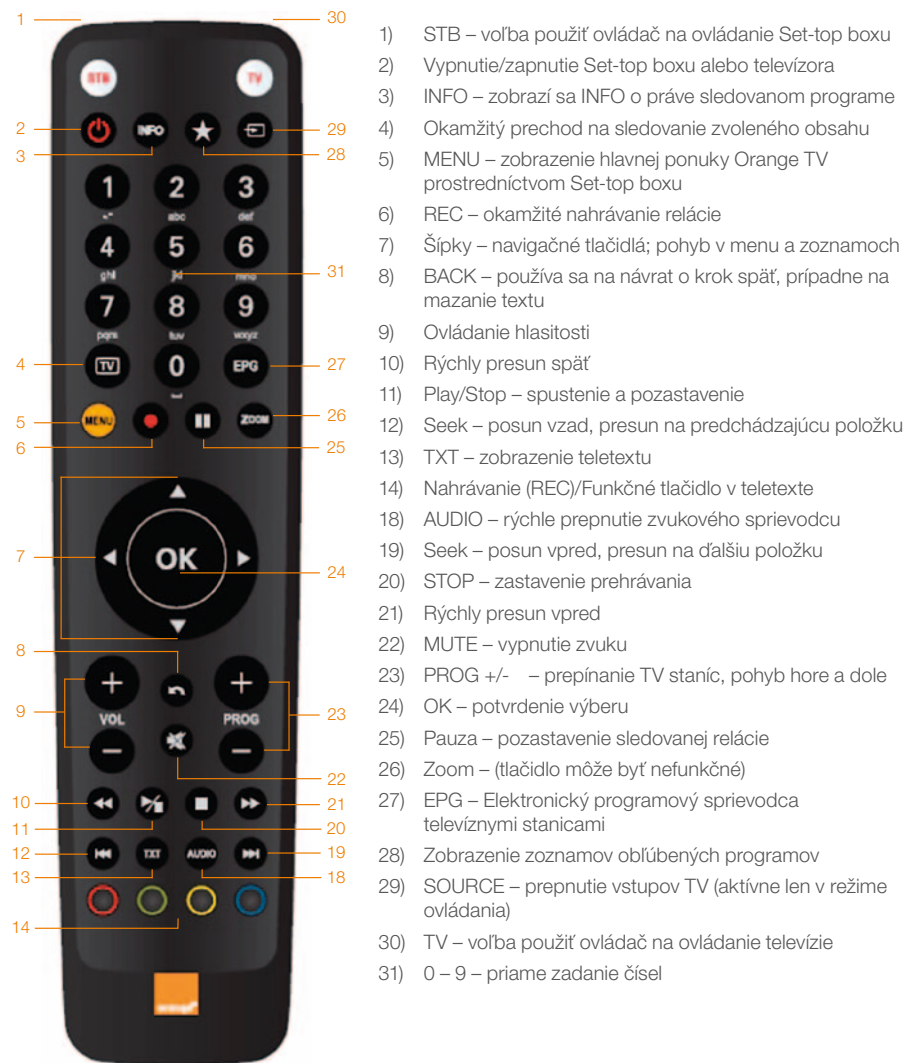 1
30
STB
TV
2
INFO
29
3
28
1
2
3
abc
def
4
5
6
ghi
jkl
mno
31
7
8
9
pqrs
tuv
wxyz
4
TV
0
EPG
27
5
MENU
ZOOM
26
6
25
7
OK
24
8
+
+
9
VOL
PROG
23
−
−
22
10
21
11
20
12
TXT
AUDIO
19
13
18
14
orange™
1) STB – voľba použiť ovládač na ovládanie Set-top boxu
2) Vypnutie/zapnutie Set-top boxu alebo televízora
3) INFO – zobrazí sa INFO o práve sledovanom programe
4) Okamžitý prechod na sledovanie zvoleného obsahu
5) MENU – zobrazenie hlavnej ponuky Orange TV
prostredníctvom Set-top boxu
6) REC – okamžité nahrávanie relácie
7) Šípky – navigačné tlačidlá; pohyb v menu a zoznamoch
8) BACK – používa sa na návrat o krok späť, prípadne na
mazanie textu
9) Ovládanie hlasitosti
10) Rýchly presun späť
11) Play/Stop – spustenie a pozastavenie
12) Seek – posun vzad, presun na predchádzajúcu položku
13) TXT – zobrazenie teletextu
14) Nahrávanie (REC)/Funkčné tlačidlo v teletexte
18) AUDIO – rýchle prepnutie zvukového sprievodcu
19) Seek – posun vpred, presun na ďalšiu položku
20) STOP – zastavenie prehrávania
21) Rýchly presun vpred
22) MUTE – vypnutie zvuku
23) PROG +/- – prepínanie TV staníc, pohyb hore a dole
24) OK – potvrdenie výberu
25) Pauza – pozastavenie sledovanej relácie
26) Zoom – (tlačidlo môže byť nefunkčné)
27) EPG – Elektronický programový sprievodca
televíznymi stanicami
28) Zobrazenie zoznamov obľúbených programov
29) SOURCE – prepnutie vstupov TV (aktívne len v režime
ovládania)
30) TV – voľba použiť ovládač na ovládanie televízie
31) 0 – 9 – priame zadanie čísel